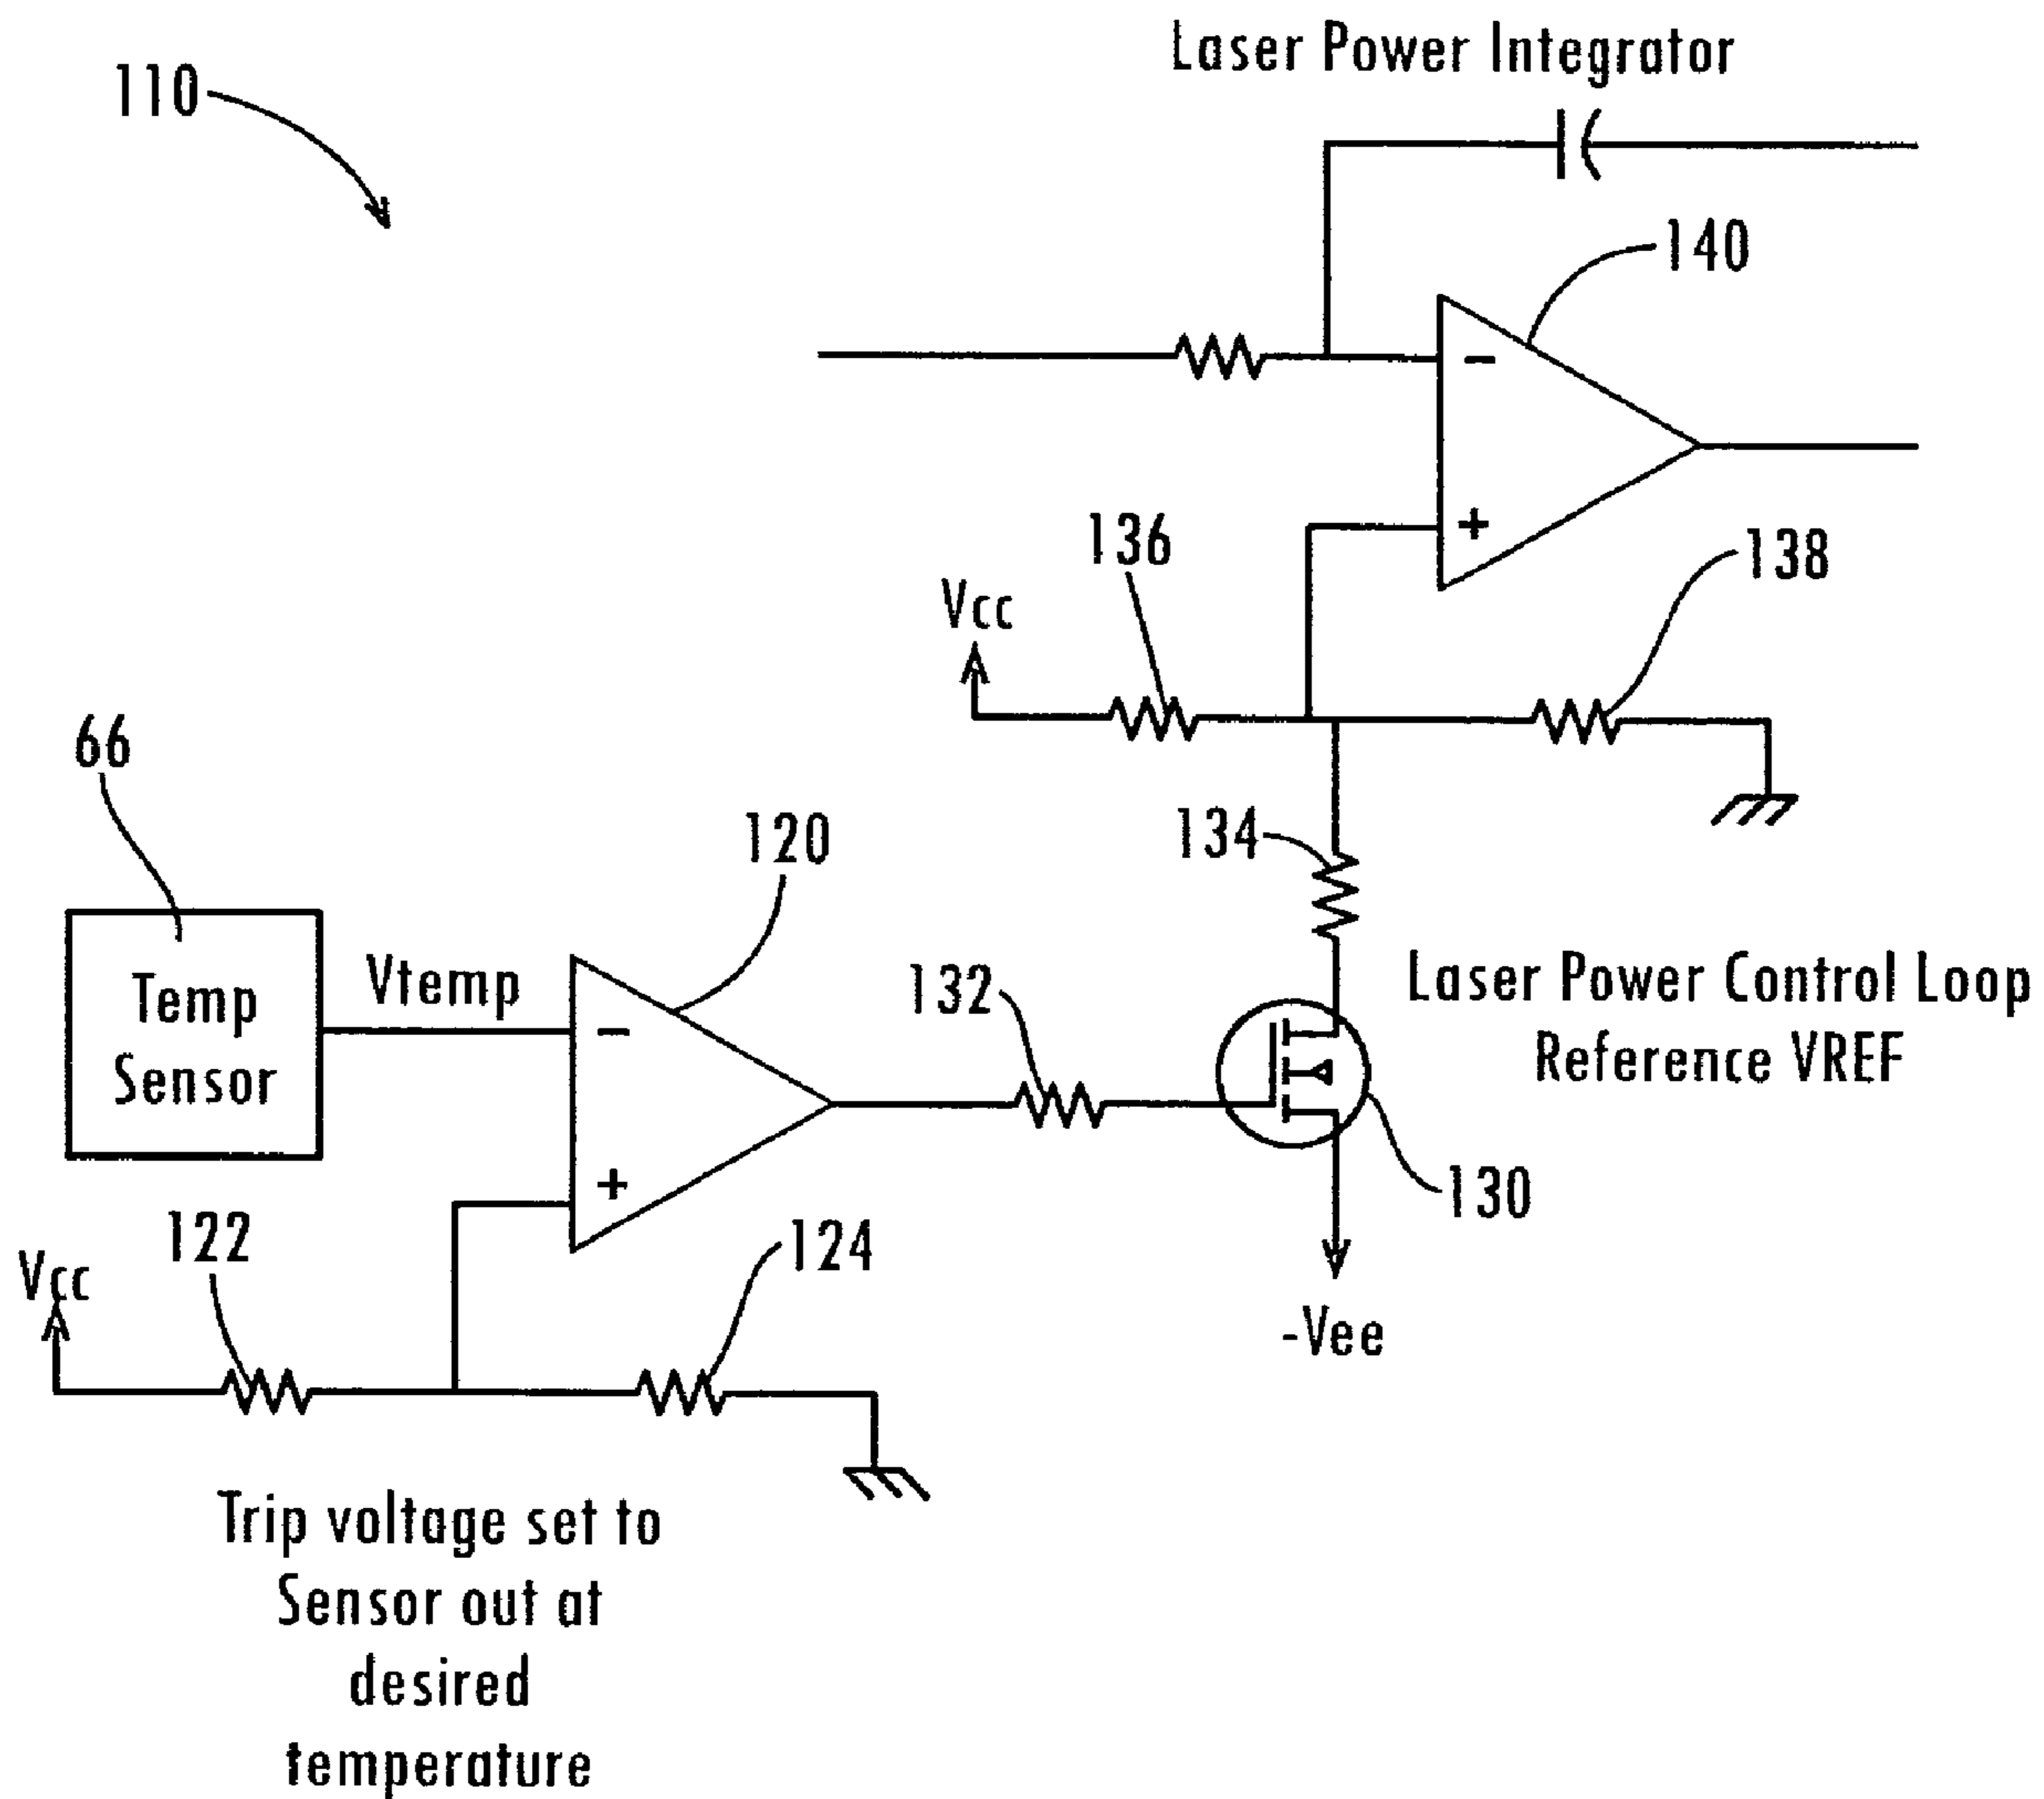 Laser Power Integrator
110
140
−
+
136
138
Vcc
66
134
120
Temp
Sensor
Vtemp
−
+
132
Laser Power Control Loop
Reference VREF
130
122
124
Vcc
-Vee
Trip voltage set to
Sensor out at
desired
temperature